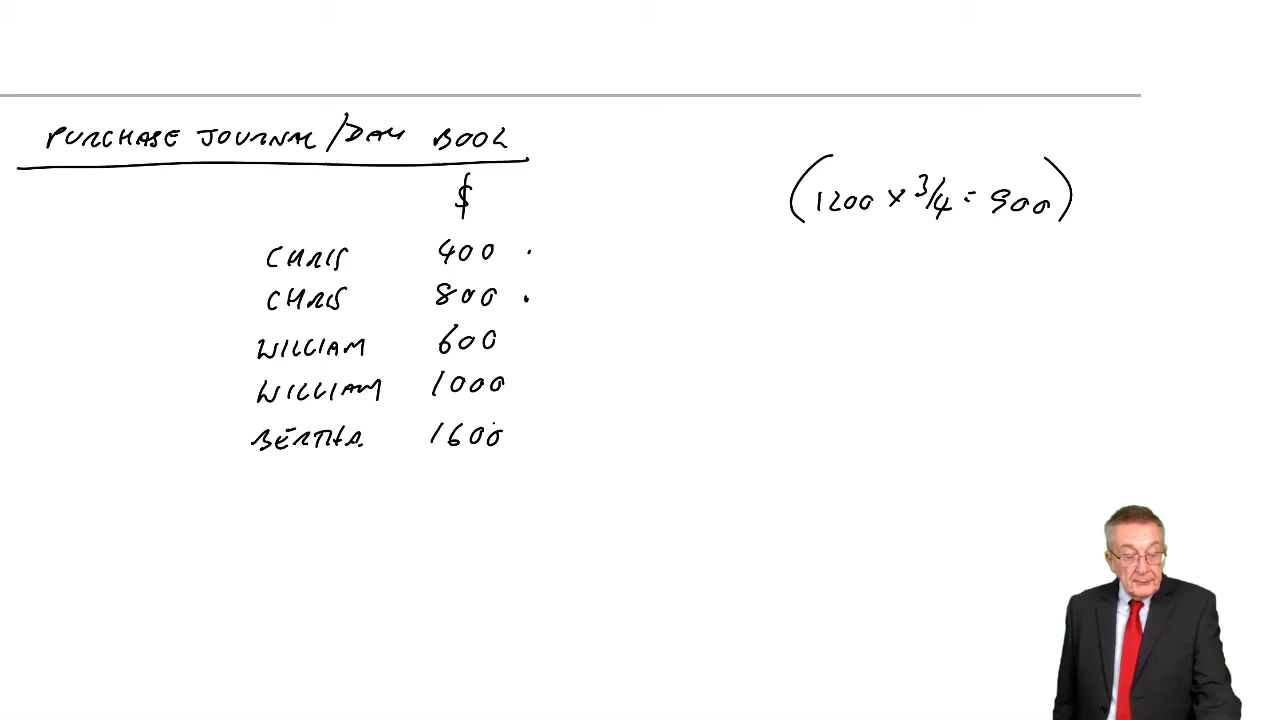 PURCHASE JOURNAL / DAY BOOK
$
CHRIS 400
CHRIS 800
WILLIAM 600
WILLIAM 1000
BERTHA 1600
(1200 × 3/4 = 900)